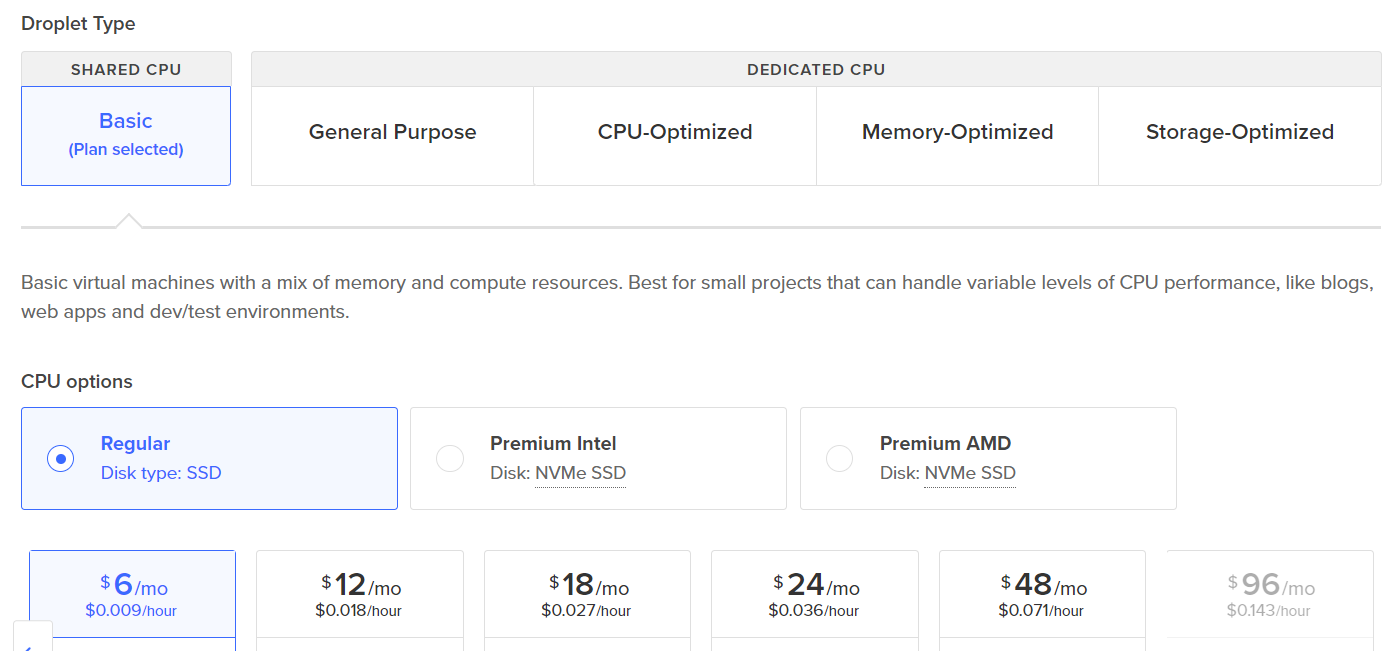 Droplet Type
SHARED CPU
DEDICATED CPU
Basic
(Plan selected)
General Purpose
CPU-Optimized
Memory-Optimized
Storage-Optimized
Basic virtual machines with a mix of memory and compute resources. Best for small projects that can handle variable levels of CPU performance, like blogs,
web apps and dev/test environments.
CPU options
Regular
Disk type: SSD
Premium Intel
Disk: NVMe SSD
Premium AMD
Disk: NVMe SSD
$6/mo
$0.009/hour
$12/mo
$0.018/hour
$18/mo
$0.027/hour
$24/mo
$0.036/hour
$48/mo
$0.071/hour
$96/mo
$0.143/hour